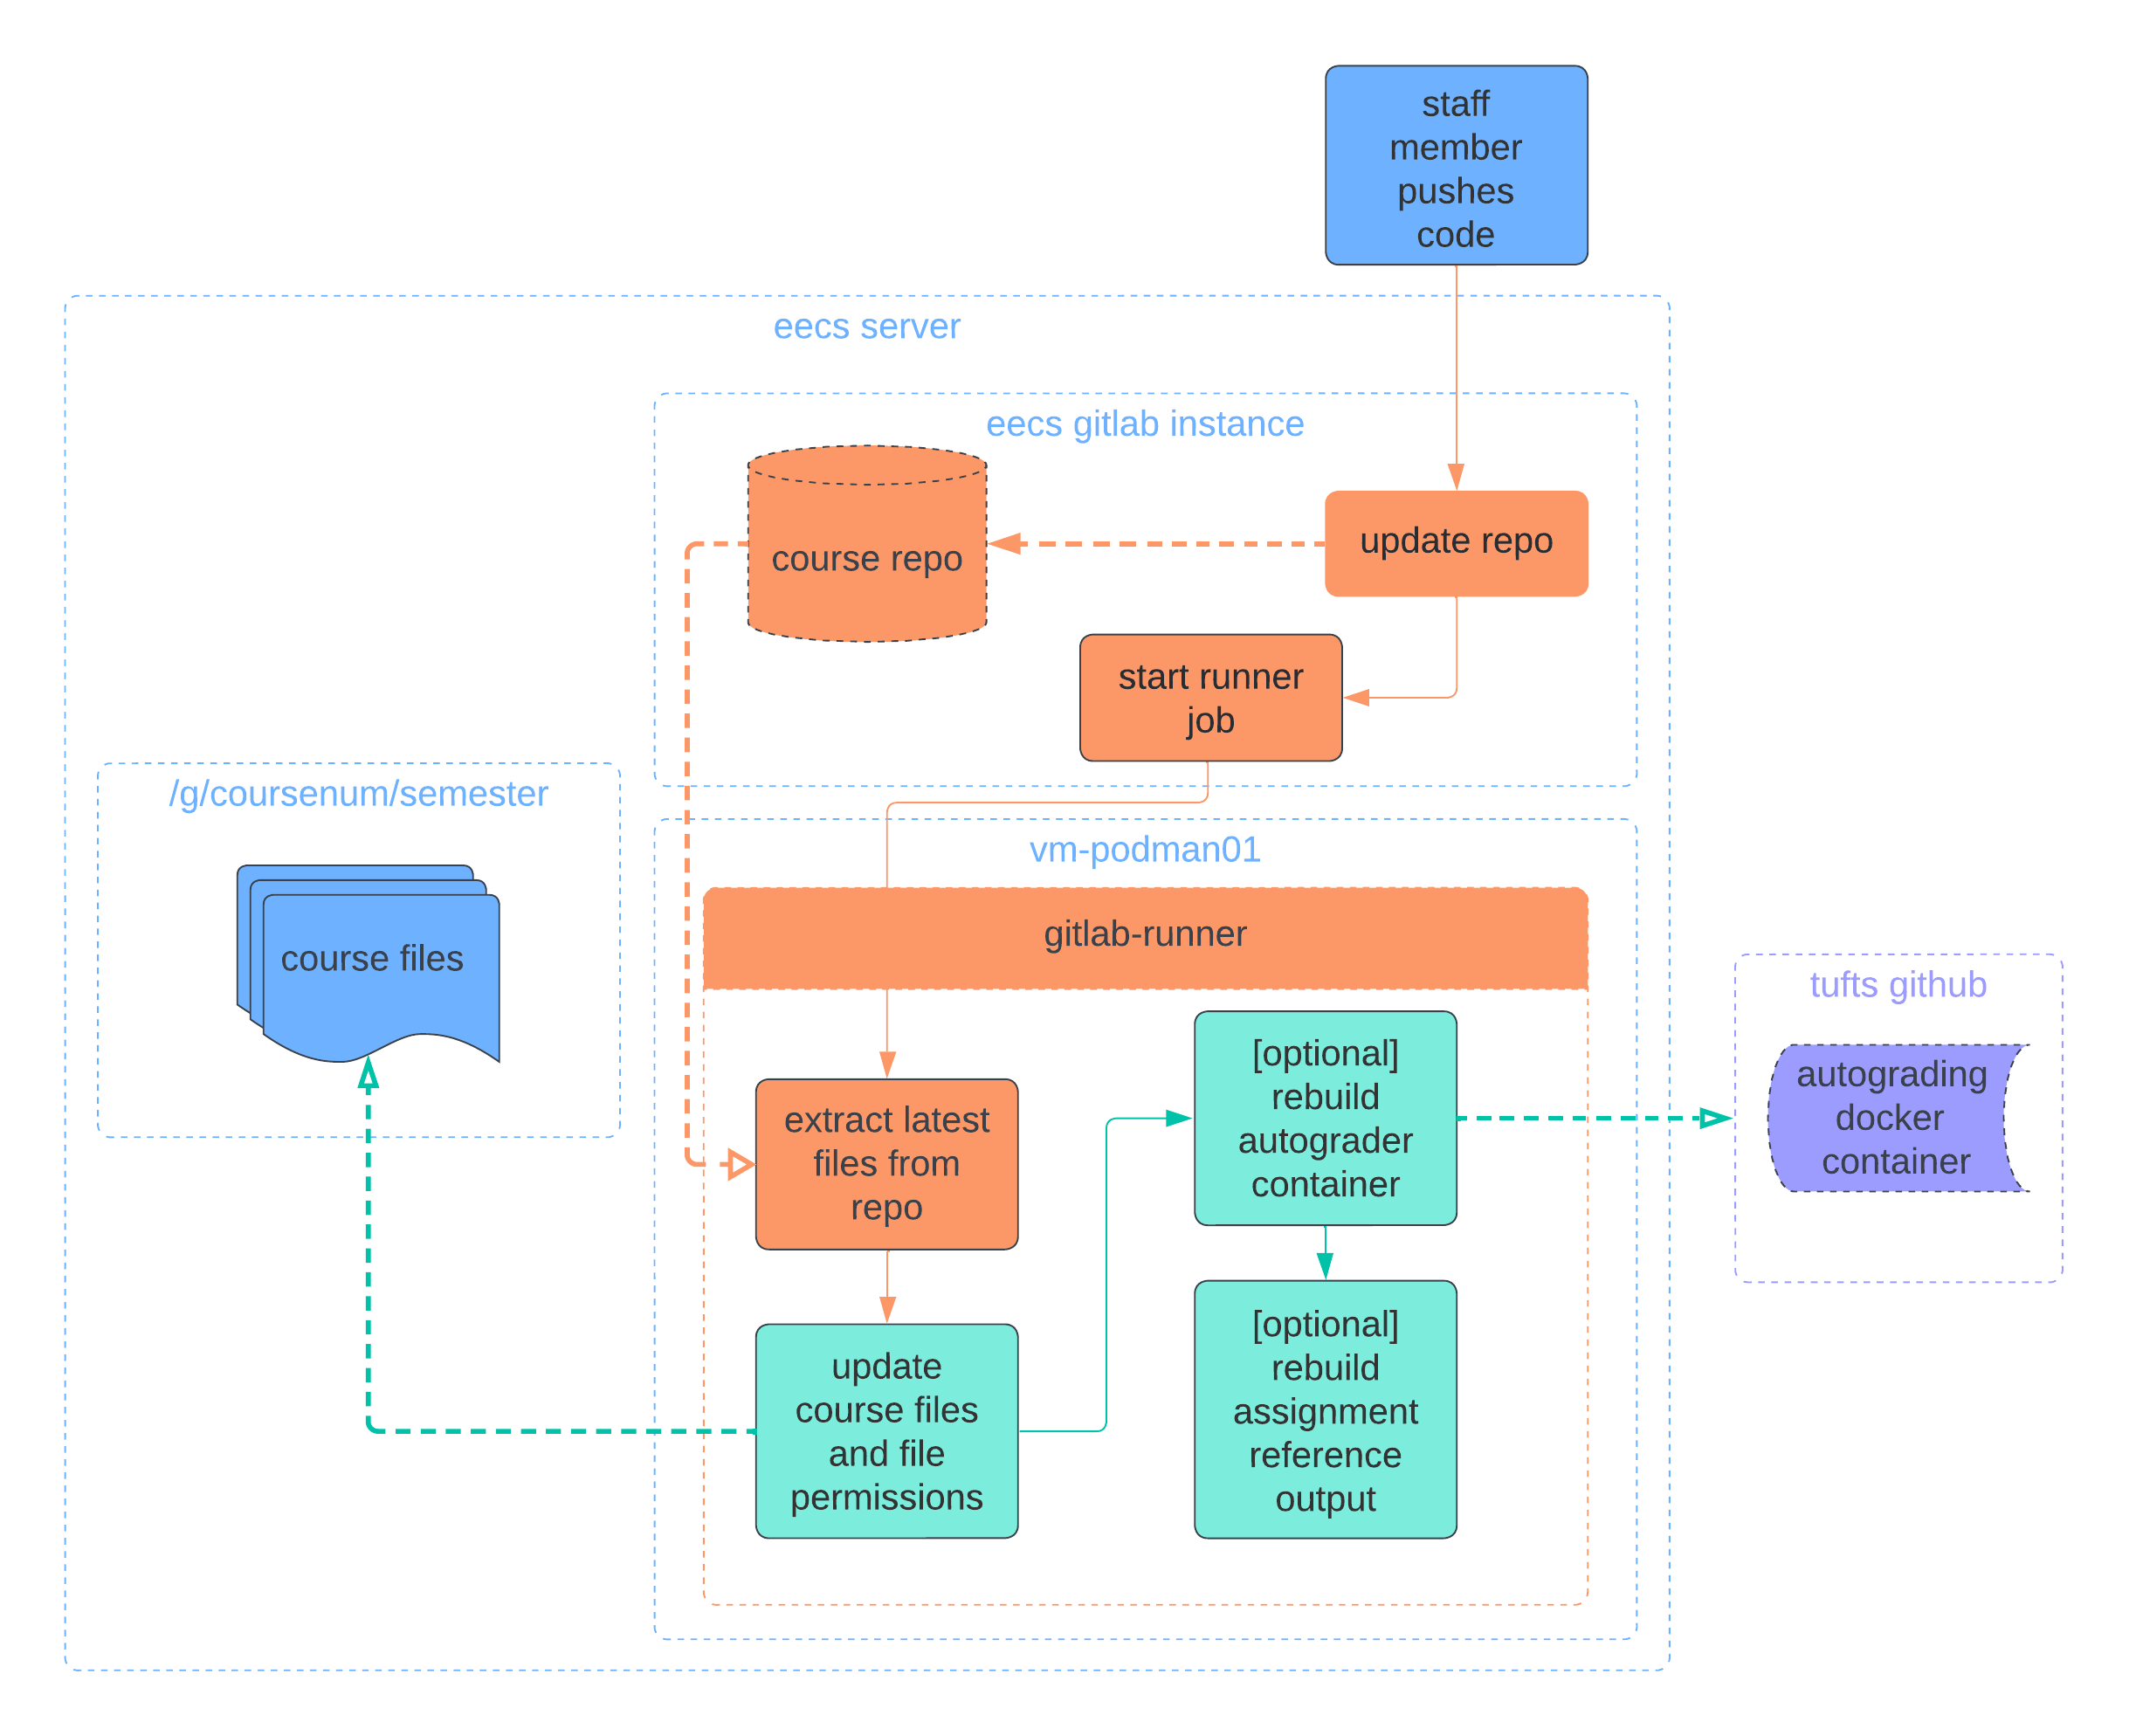 staff
member
pushes
code
eecs server
eecs gitlab instance
course repo
update repo
start runner
job
/g/coursenum/semester
course files
vm-podman01
gitlab-runner
extract latest
files from
repo
update
course files
and file
permissions
[optional]
rebuild
autograder
container
[optional]
rebuild
assignment
reference
output
tufts github
autograding
docker
container